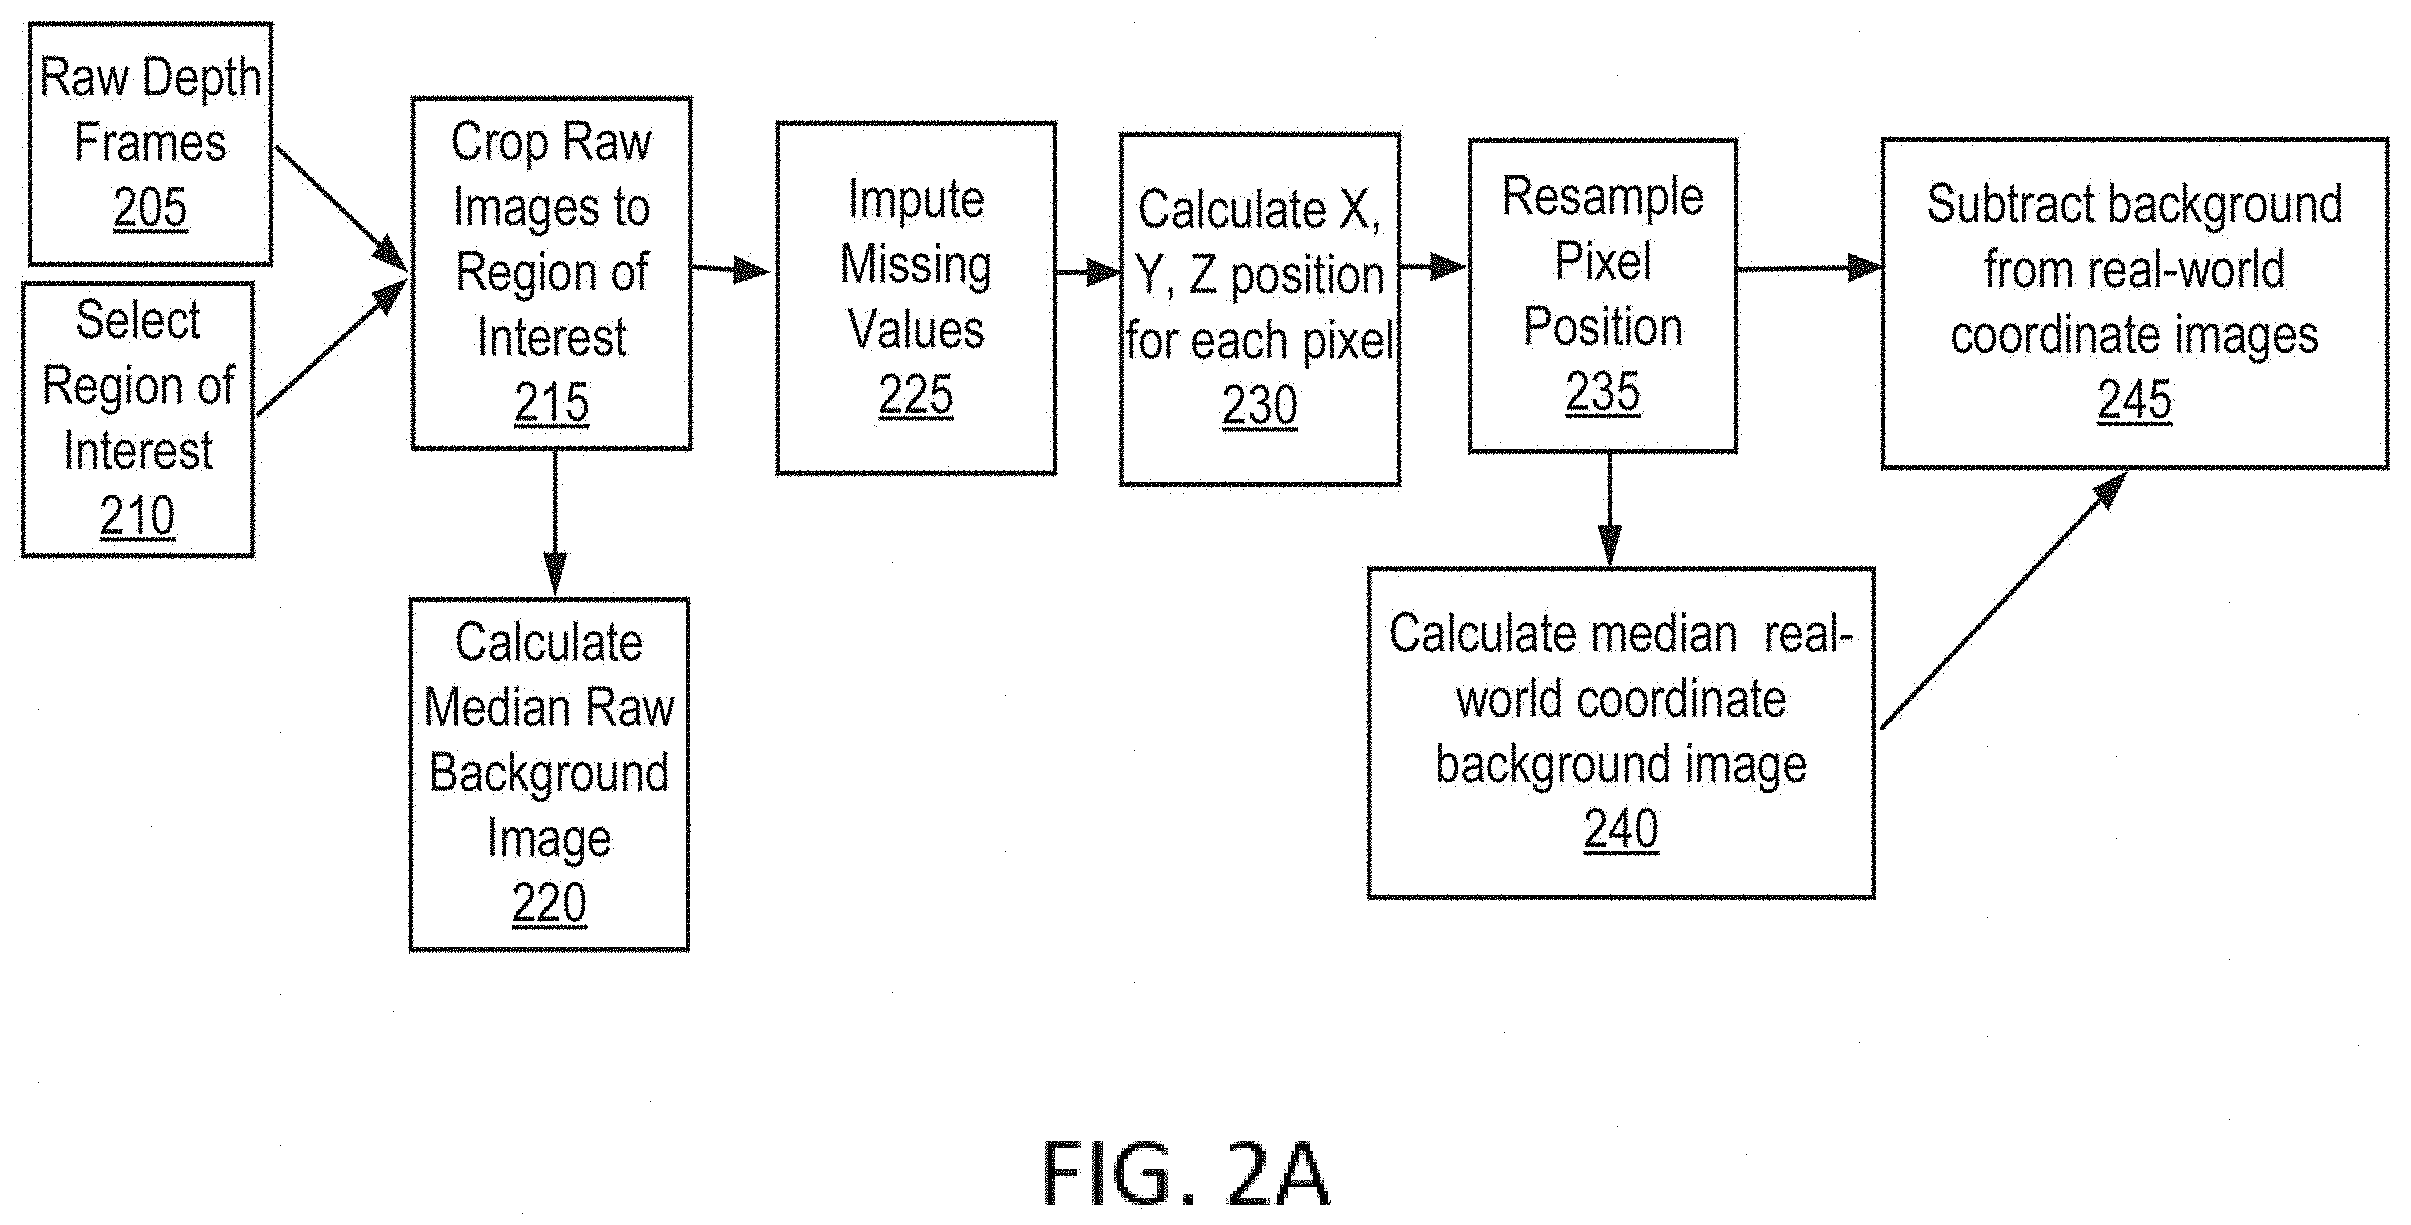 Raw Depth
Frames
205
Select
Region of
Interest
210
Crop Raw
Images to
Region of
Interest
215
Calculate
Median Raw
Background
Image
220
Impute
Missing
Values
225
Calculate X,
Y, Z position
for each pixel
230
Resample
Pixel
Position
235
Calculate median real-
world coordinate
background image
240
Subtract background
from real-world
coordinate images
245
FIG. 2A